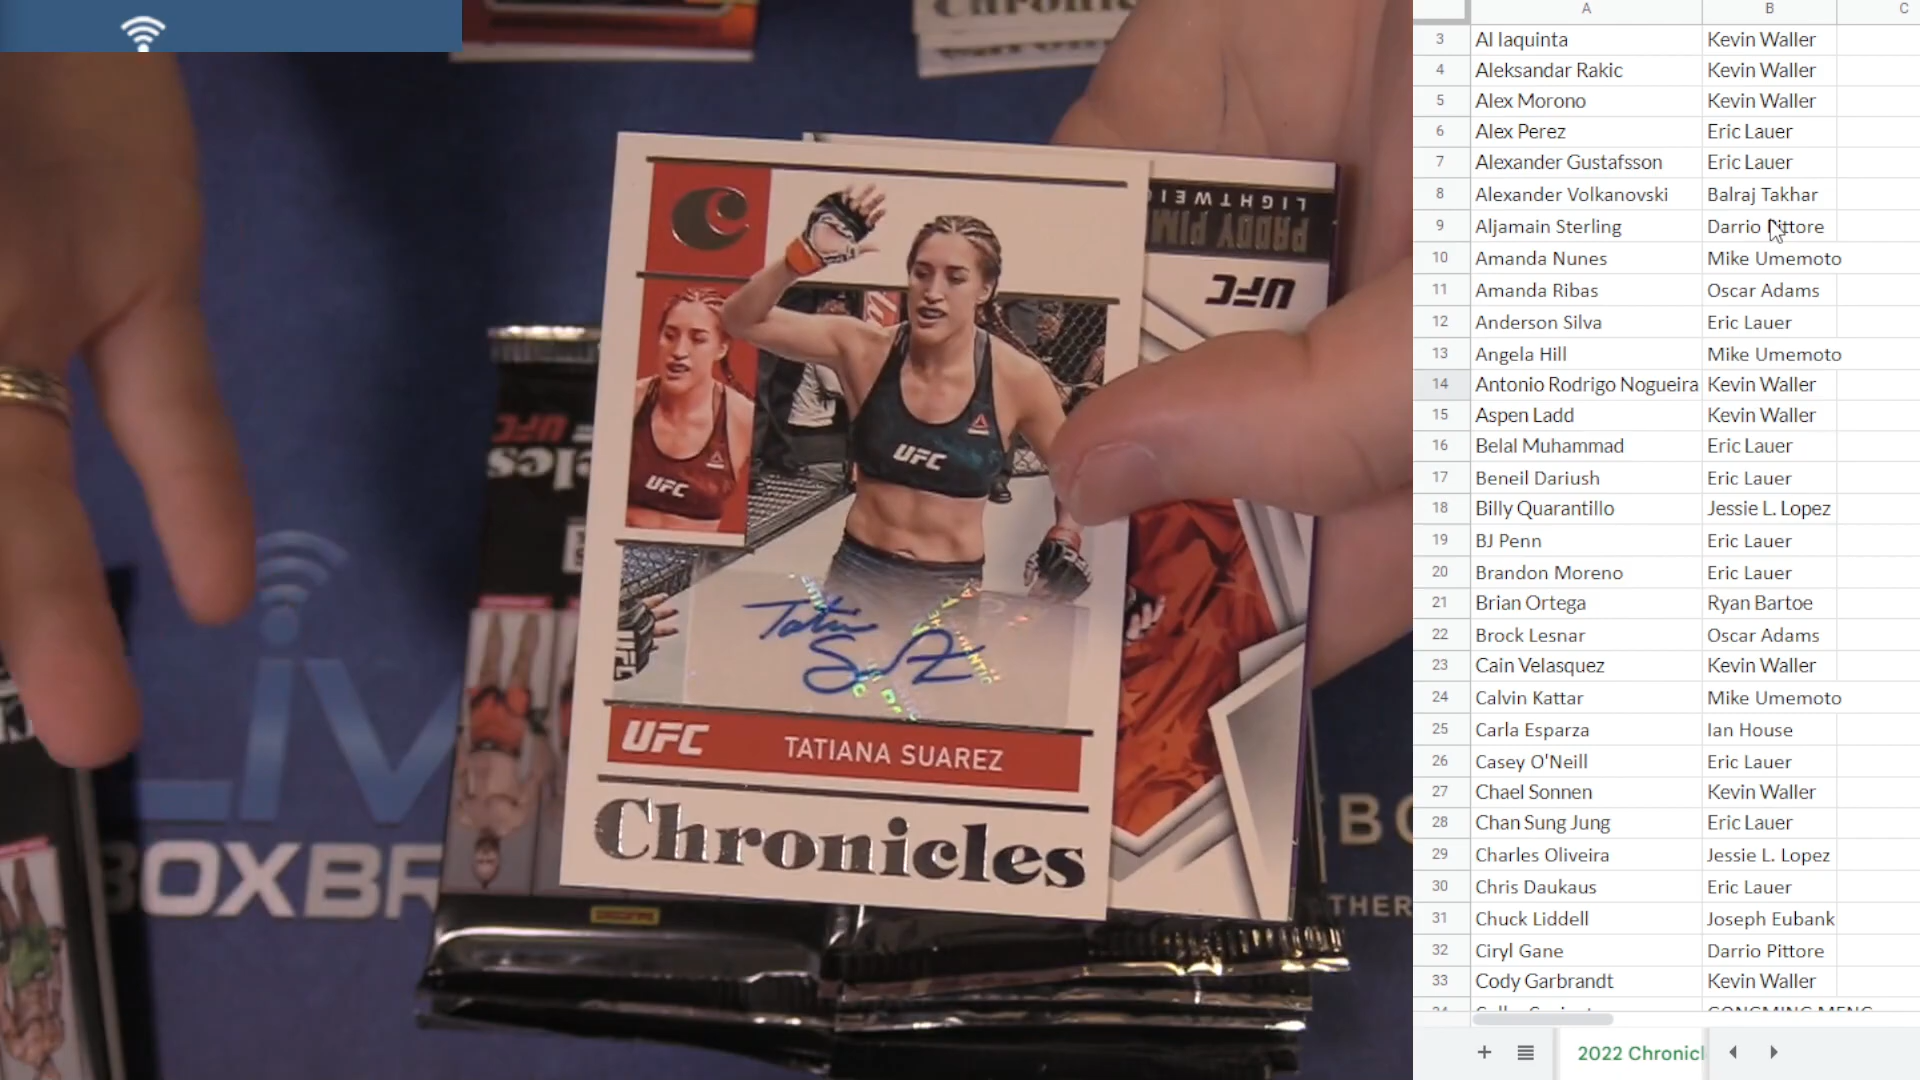 Chronicles
LIGHTWEIG
PADDY PIM
UFC
UFC
UFC
UFC
Tatiana Suarez
UFC TATIANA SUAREZ
Chronicles
LIV
BOXBR
A B C
3 Al Iaquinta Kevin Waller
4 Aleksandar Rakic Kevin Waller
5 Alex Morono Kevin Waller
6 Alex Perez Eric Lauer
7 Alexander Gustafsson Eric Lauer
8 Alexander Volkanovski Balraj Takhar
9 Aljamain Sterling Darrio Pittore
10 Amanda Nunes Mike Umemoto
11 Amanda Ribas Oscar Adams
12 Anderson Silva Eric Lauer
13 Angela Hill Mike Umemoto
14 Antonio Rodrigo Nogueira Kevin Waller
15 Aspen Ladd Kevin Waller
16 Belal Muhammad Eric Lauer
17 Beneil Dariush Eric Lauer
18 Billy Quarantillo Jessie L. Lopez
19 BJ Penn Eric Lauer
20 Brandon Moreno Eric Lauer
21 Brian Ortega Ryan Bartoe
22 Brock Lesnar Oscar Adams
23 Cain Velasquez Kevin Waller
24 Calvin Kattar Mike Umemoto
25 Carla Esparza Ian House
26 Casey O'Neill Eric Lauer
27 Chael Sonnen Kevin Waller
28 Chan Sung Jung Eric Lauer
29 Charles Oliveira Jessie L. Lopez
30 Chris Daukaus Eric Lauer
31 Chuck Liddell Joseph Eubank
32 Ciryl Gane Darrio Pittore
33 Cody Garbrandt Kevin Waller
2022 Chronicl